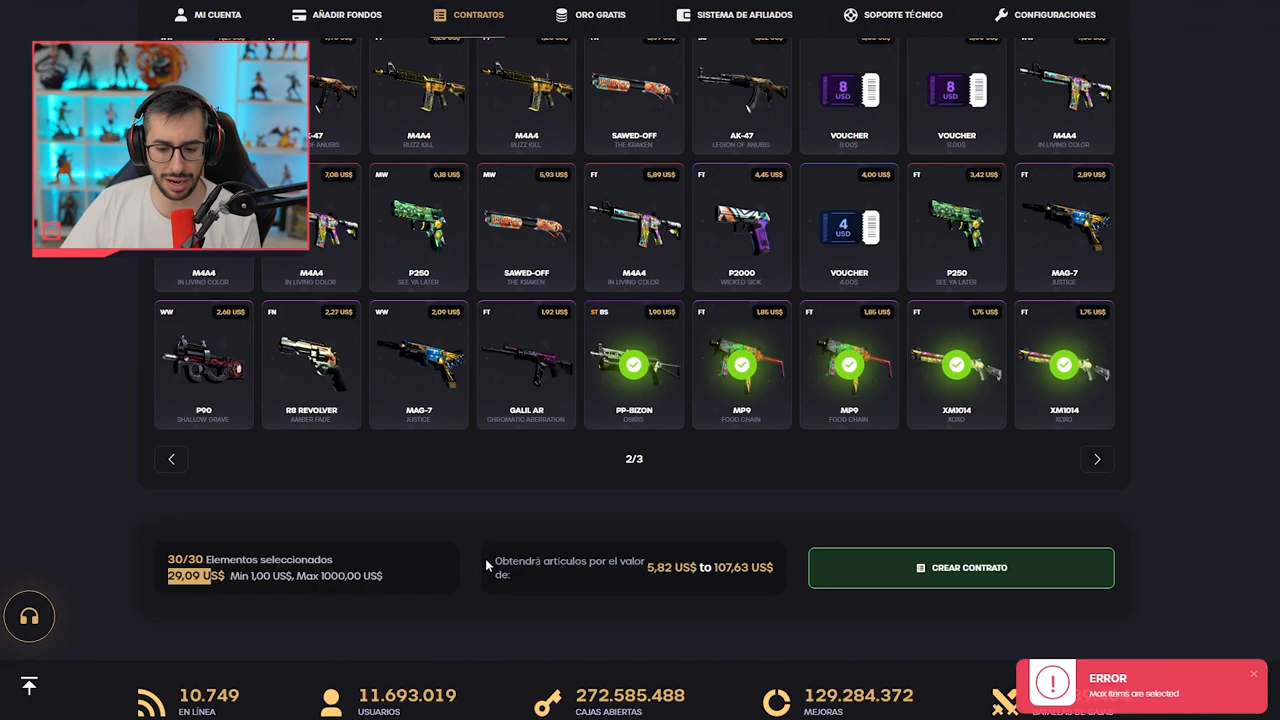 MI CUENTA
AÑADIR FONDOS
CONTRATOS
ORO GRATIS
SISTEMA DE AFILIADOS
SOPORTE TÉCNICO
CONFIGURACIONES
K-47
OF ANUBIS
M4A4
BUZZ KILL
M4A4
BUZZ KILL
SAWED-OFF
THE KRAKEN
AK-47
LEGION OF ANUBIS
8
USD
VOUCHER
8.00$
8
USD
VOUCHER
8.00$
M4A4
IN LIVING COLOR
M4A4
IN LIVING COLOR
7,08 US$
M4A4
IN LIVING COLOR
MW
6,18 US$
P250
SEE YA LATER
MW
5,93 US$
SAWED-OFF
THE KRAKEN
FT
5,89 US$
M4A4
IN LIVING COLOR
FT
4,45 US$
P2000
WICKED SICK
4,00 US$
4
USD
VOUCHER
4.00$
FT
3,42 US$
P250
SEE YA LATER
FT
2,89 US$
MAG-7
JUSTICE
WW
2,68 US$
P90
SHALLOW GRAVE
FN
2,27 US$
R8 REVOLVER
AMBER FADE
WW
2,09 US$
MAG-7
JUSTICE
FT
1,92 US$
GALIL AR
CHROMATIC ABERRATION
ST BS
1,90 US$
PP-BIZON
OSIRIS
FT
1,85 US$
MP9
FOOD CHAIN
FT
1,85 US$
MP9
FOOD CHAIN
FT
1,75 US$
XM1014
XOXO
FT
1,75 US$
XM1014
XOXO
2/3
30/30 Elementos seleccionados
29,09 US$ Min 1,00 US$, Max 1000,00 US$
Obtendrá artículos por el valor
de:
5,82 US$ to 107,63 US$
CREAR CONTRATO
10.749
EN LÍNEA
11.693.019
USUARIOS
272.585.488
CAJAS ABIERTAS
129.284.372
MEJORAS
ERROR
Max items are selected